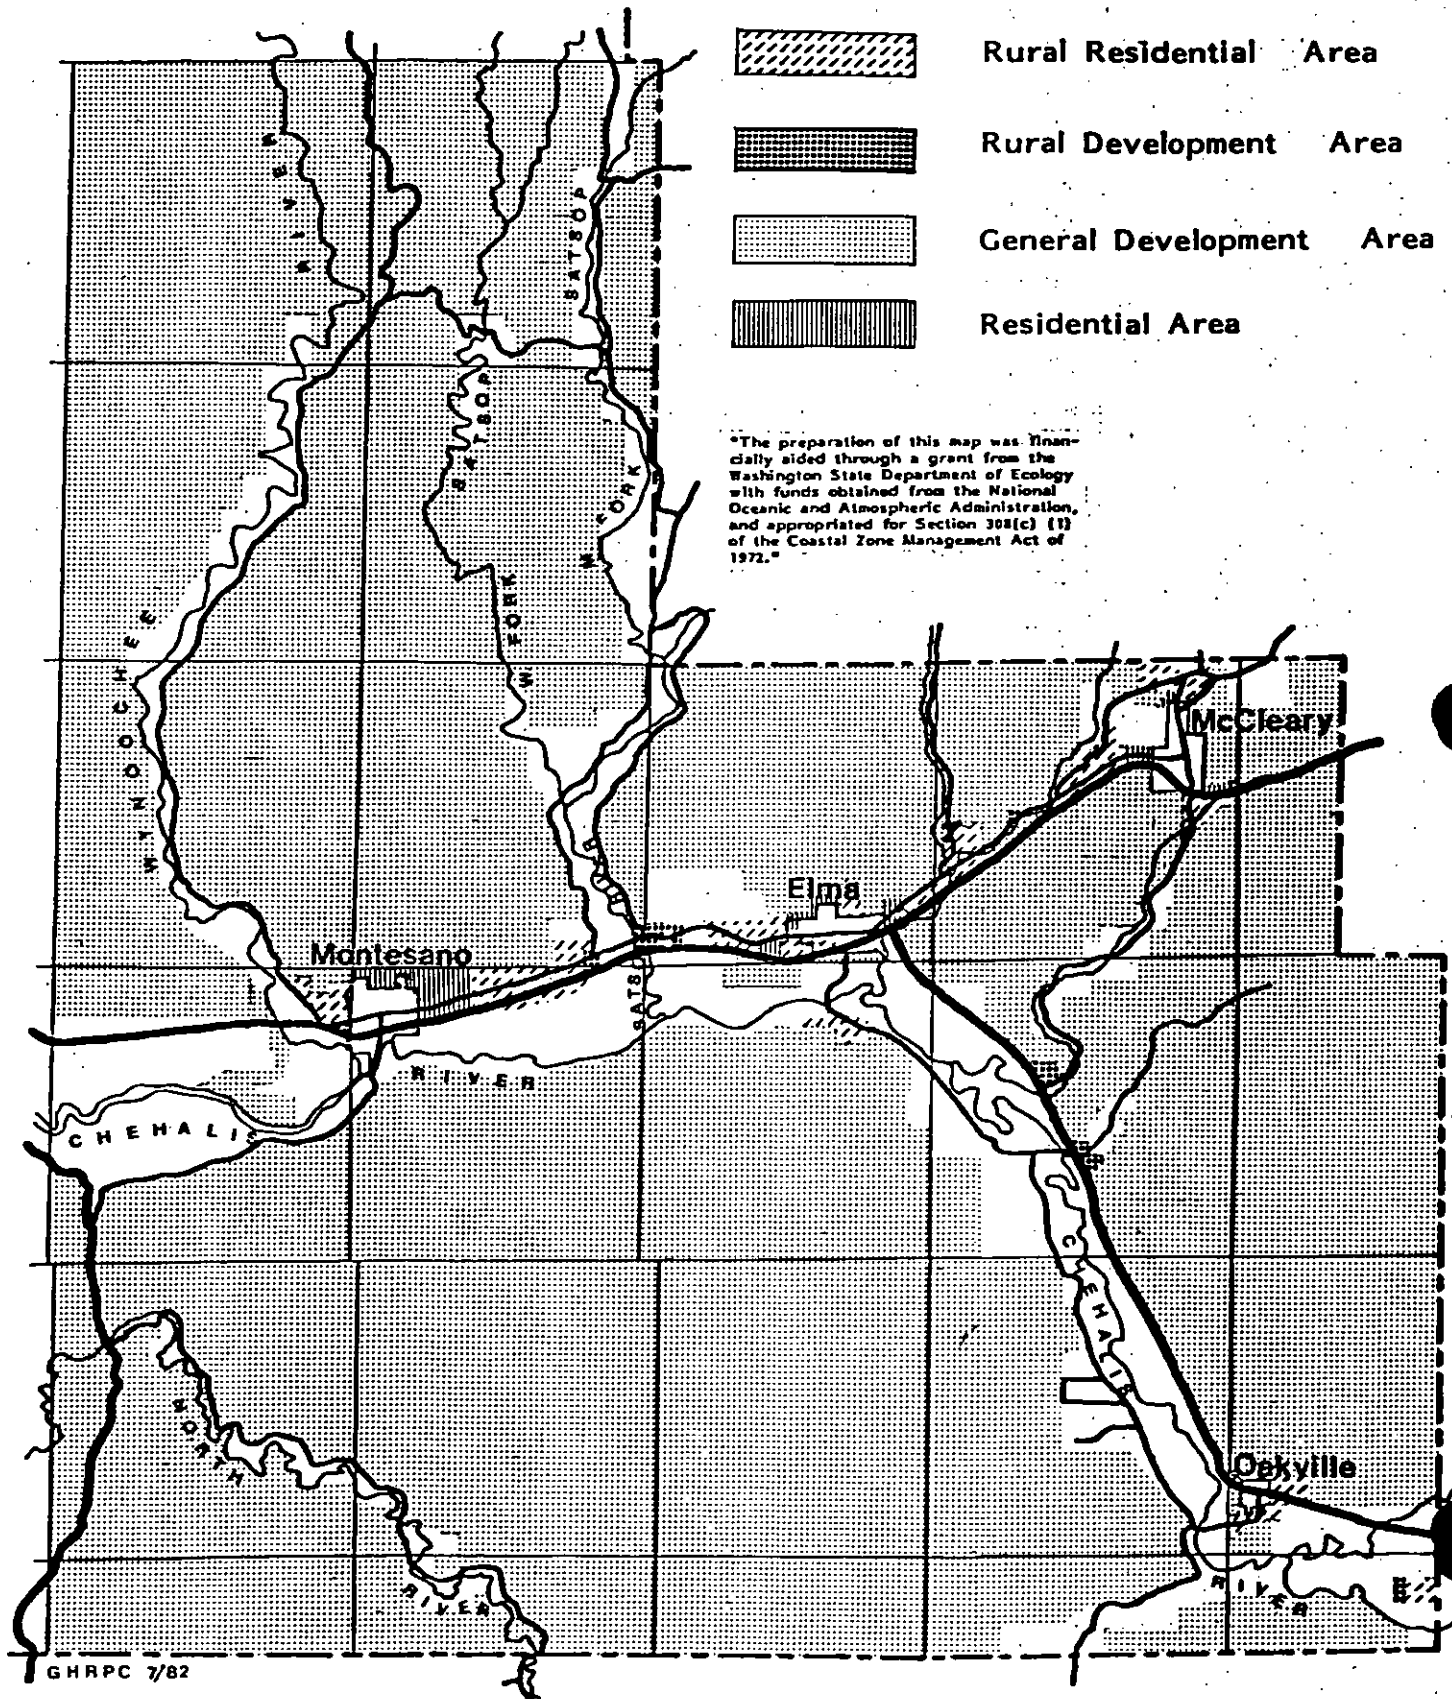 Rural Residential Area
Rural Development Area
General Development Area
Residential Area
"The preparation of this map was finan-
cially aided through a grant from the
Washington State Department of Ecology
with funds obtained from the National
Oceanic and Atmospheric Administration,
and appropriated for Section 308(c) (1)
of the Coastal Zone Management Act of
1972."
WYNOOCHEE
RIVER
W FORK
SATSOP
M FORK
SATSOP
McCleary
Elma
Montesano
SATS
RIVER
CHEHALIS
CHEHALIS
NORTH
RIVER
Oakville
RIVER
GHRPC 7/82